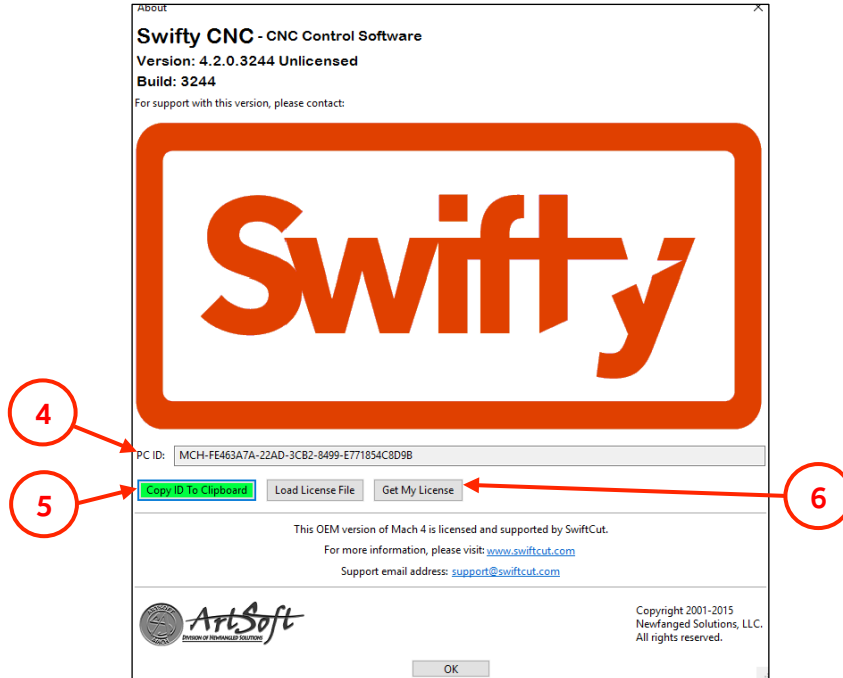 About
Swifty CNC - CNC Control Software
Version: 4.2.0.3244 Unlicensed
Build: 3244
For support with this version, please contact:
Swifty
4
PC ID: MCH-FE463A7A-22AD-3CB2-8499-E771854C8D9B
5
Copy ID To Clipboard Load License File Get My License
6
This OEM version of Mach 4 is licensed and supported by SwiftCut.
For more information, please visit: www.swiftcut.com
Support email address: support@swiftcut.com
ArtSoft
DIVISION OF NEWFANGLED SOLUTIONS
Copyright 2001-2015
Newfanged Solutions, LLC.
All rights reserved.
OK